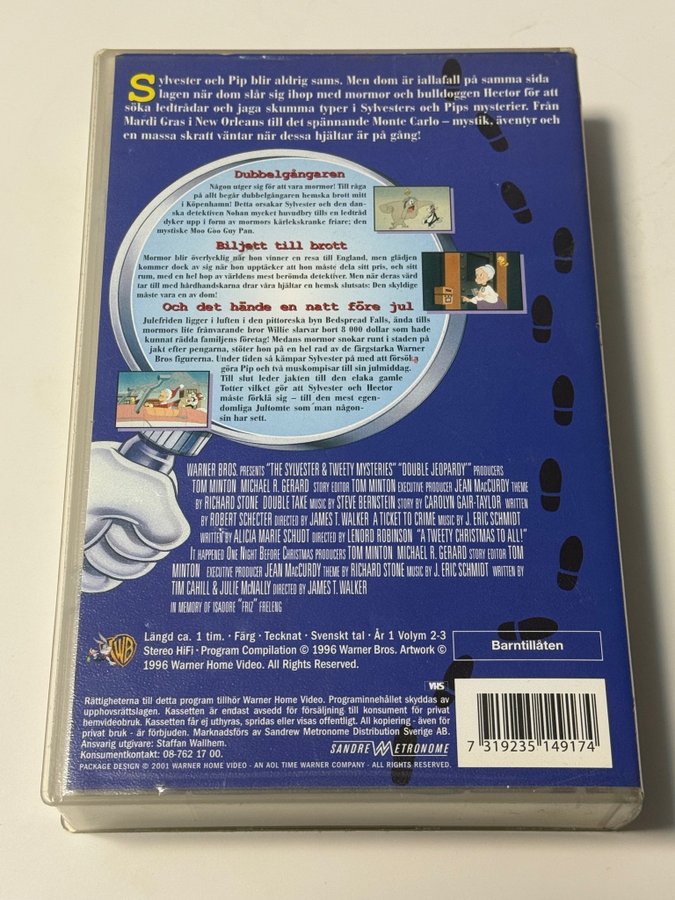 Sylvester och Pip blir aldrig sams. Men dom är iallafall på samma sida
lagen när dom slår sig ihop med mormor och bulldoggen Hector för att
söka ledtrådar och jaga skumma typer i Sylvesters och Pips mysterier. Från
Mardi Gras i New Orleans till det spännande Monte Carlo – mystik, äventyr och
en massa skratt väntar när dessa hjältar är på gång!
Dubbelgångaren
Någon utger sig för att vara mormor! Till råga
på allt begår dubbelgångaren hemska brott mitt
i Köpenhamn! Detta orsakar Sylvester och den dan-
ska detektiven Nohan mycket huvudbry tills en ledtråd
dyker upp i form av mormors kärlekskranke friare; den
mystiske Moo Goo Guy Pan.
Biljett till brott
Mormor blir överlyklig när hon vinner en resa till England, men glädjen
kommer dock av sig när hon upptäcker att hon måste dela sitt pris, och sitt
rum, med en hel hop av världens mest berömda detektiver. Men när deras värd
tar till med hårdhandskarna drar våra hjältar en hemsk slutsats: Den skyldige
måste vara en av dom!
Och det hände en natt före jul
Julefriden ligger i luften i den pittoreska byn Bedspread Falls, ända tills
mormors lite frånvarande bror Willie slarvar bort 8 000 dollar som hade
kunnat rädda familjens företag! Medans mormor snokar runt i staden på
jakt efter pengarna, stöter hon på en hel rad av de färgstarka Warner
Bros figurerna. Under tiden så kämpar Sylvester på med att försöka
göra Pip och två muskompisar till sin julmiddag.
Till slut leder jakten till den elaka gamle
Totter vilket gör att Sylvester och Hector
måste förklä sig – till den mest egen-
domliga Jultomte som man någon-
sin har sett.
WARNER BROS. PRESENTS "THE SYLVESTER & TWEETY MYSTERIES" "DOUBLE JEOPARDY" PRODUCERS
TOM MINTON MICHAEL R. GERARD STORY EDITOR TOM MINTON EXECUTIVE PRODUCER JEAN MACCURDY THEME
BY RICHARD STONE DOUBLE TAKE MUSIC BY STEVE BERNSTEIN STORY BY CAROLYN GAIR-TAYLOR WRITTEN
BY ROBERT SCHECTER DIRECTED BY JAMES T. WALKER A TICKET TO CRIME MUSIC BY J. ERIC SCHMIDT
WRITTEN BY ALICIA MARIE SCHUDT DIRECTED BY LENORD ROBINSON "A TWEETY CHRISTMAS TO ALL!"
IT HAPPENED ONE NIGHT BEFORE CHRISTMAS PRODUCERS TOM MINTON MICHAEL R. GERARD STORY EDITOR TOM
MINTON EXECUTIVE PRODUCER JEAN MACCURDY THEME BY RICHARD STONE MUSIC BY J. ERIC SCHMIDT WRITTEN BY
TIM CAHILL & JULIE MCNALLY DIRECTED BY JAMES T. WALKER
IN MEMORY OF ISADORE "FRIZ" FRELENG
WB
Längd ca. 1 tim. · Färg · Tecknat · Svenskt tal · År 1 Volym 2-3
Stereo HiFi · Program Compilation © 1996 Warner Bros. Artwork ©
1996 Warner Home Video. All Rights Reserved.
Barntillåten
VHS
Rättigheterna till detta program tillhör Warner Home Video. Programinnehållet skyddas av
upphovsrättslagen. Kassetten är endast avsedd för försäljning till konsument för privat
hemvideobruk. Kassetten får ej uthyras, spridas eller visas offentligt. All kopiering - även för
privat bruk - är förbjuden. Marknadsförs av Sandrew Metronome Distribution Sverige AB.
Ansvarig utgivare: Staffan Wallhem.
Konsumentkontakt: 08-762 17 00.
SANDREW METRONOME
PACKAGE DESIGN © 2001 WARNER HOME VIDEO · AN AOL TIME WARNER COMPANY · ALL RIGHTS RESERVED.
7 319235 149174